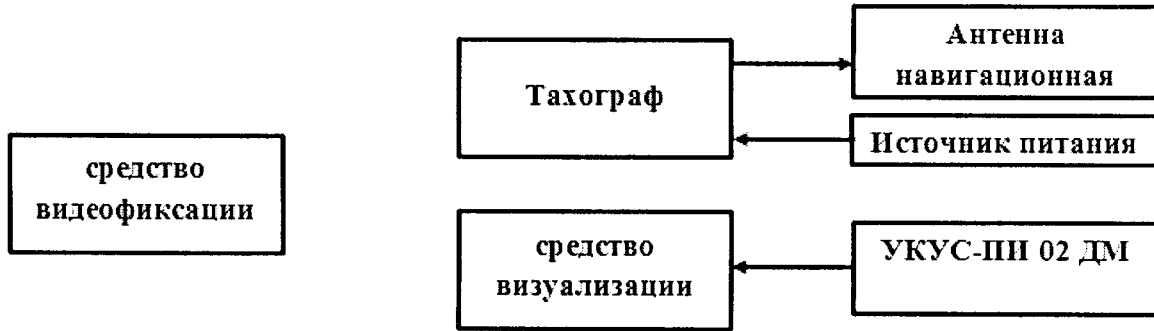 средство
видеофиксации
Тахограф
Антенна
навигационная
Источник питания
средство
визуализации
УКУС-ПИ 02 ДМ